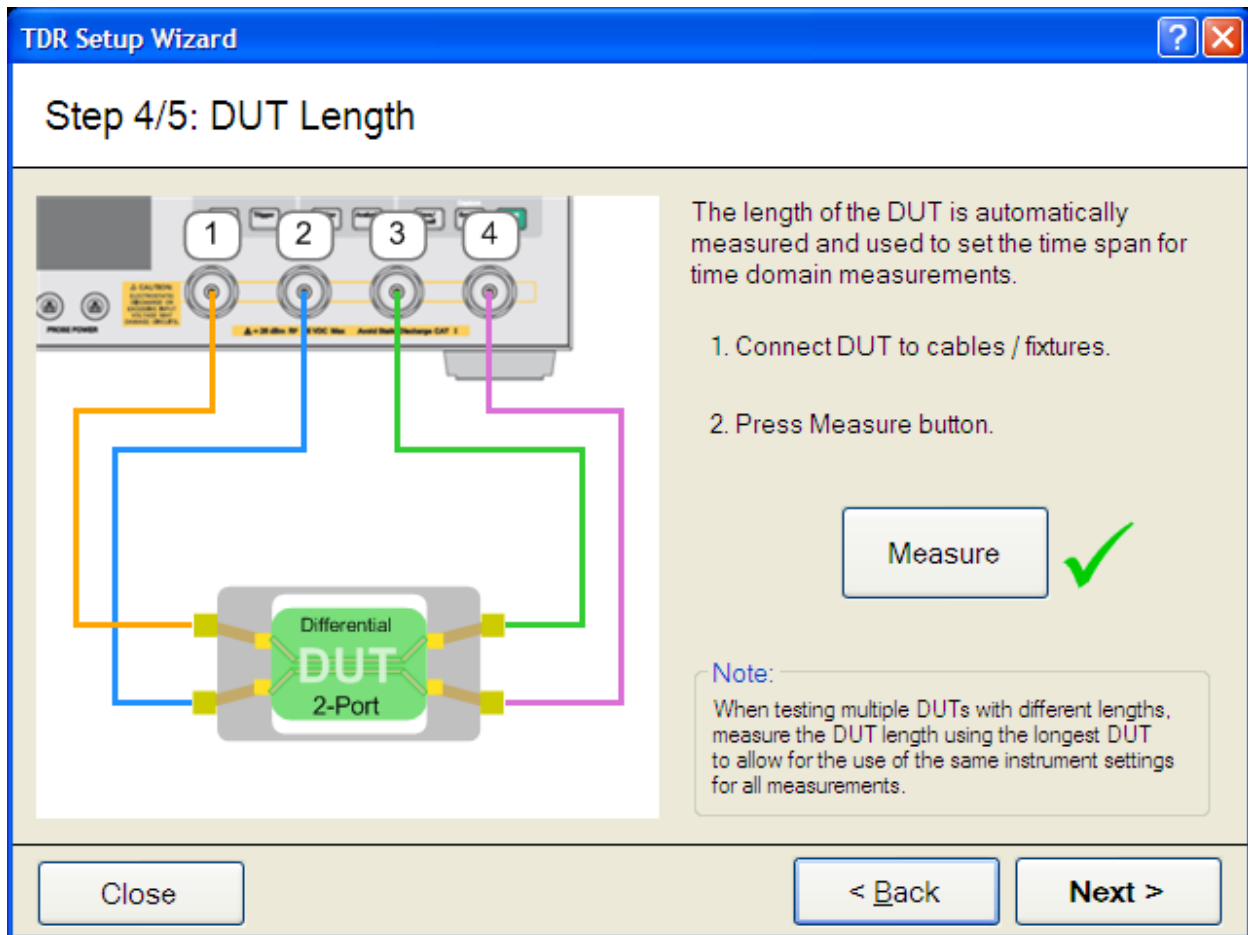 TDR Setup Wizard
Step 4/5: DUT Length
1
2
3
4
Trigger
PROBE POWER
The length of the DUT is automatically
measured and used to set the time span for
time domain measurements.
1. Connect DUT to cables / fixtures.
2. Press Measure button.
Measure
Differential
DUT
2-Port
Note:
When testing multiple DUTs with different lengths,
measure the DUT length using the longest DUT
to allow for the use of the same instrument settings
for all measurements.
Close
< Back
Next >